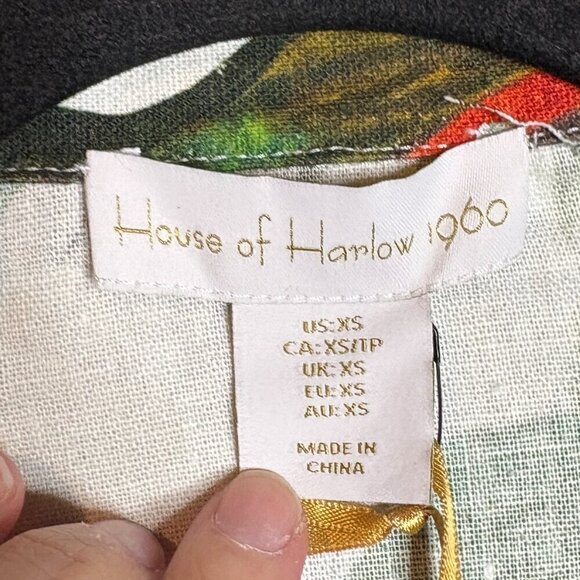 House of Harlow 1960
US: XS
CA: XS/TP
UK: XS
EU: XS
AU: XS
MADE IN
CHINA